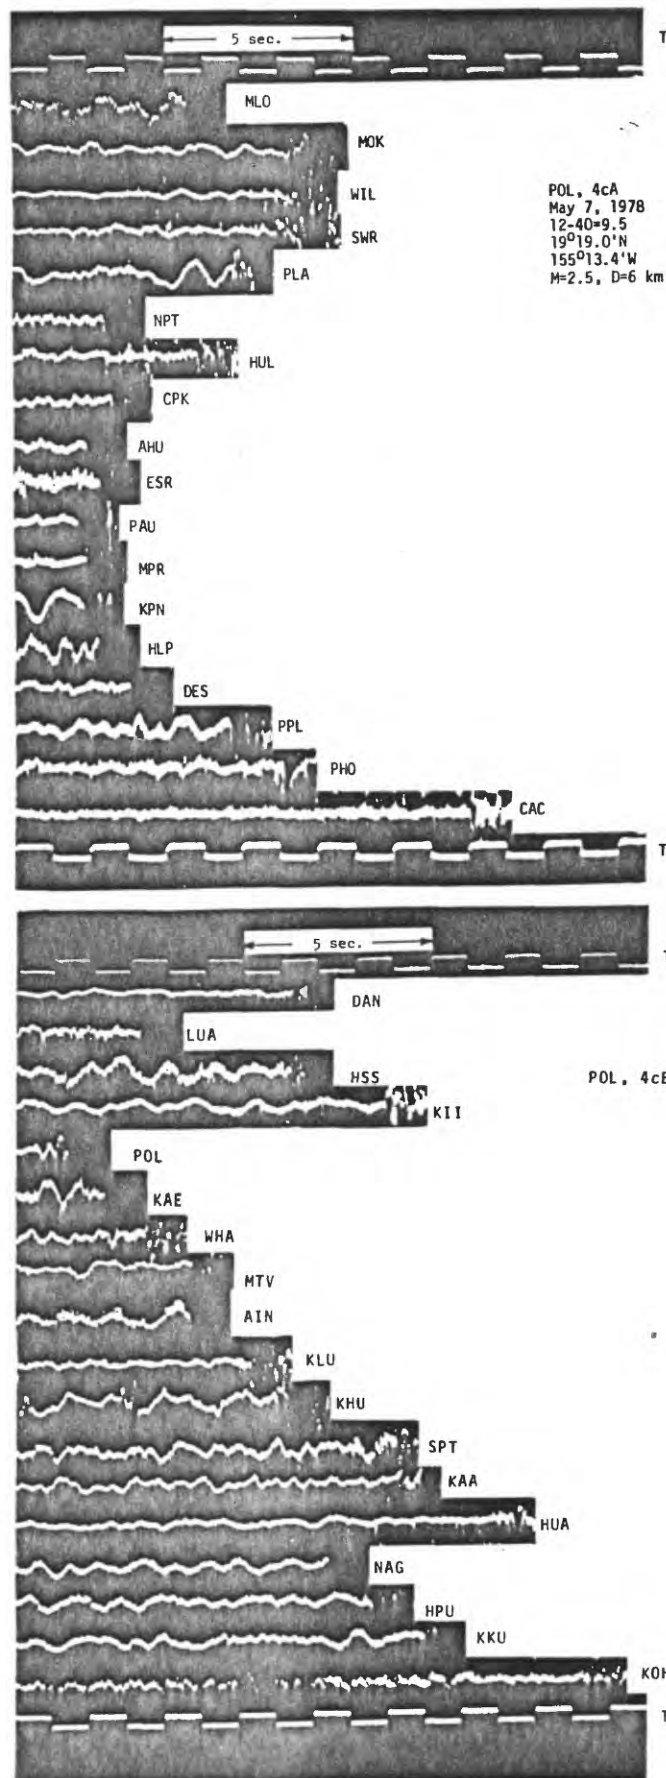 5 sec.
T
MLO
MOK
WIL
SWR
PLA
NPT
HUL
CPK
AHU
ESR
PAU
MPR
KPN
HLP
DES
PPL
PHO
CAC
T
POL, 4cA
May 7, 1978
12-40=9.5
19°19.0'N
155°13.4'W
M=2.5, D=6 km
5 sec.
T
DAN
LUA
HSS
KII
POL
KAE
WHA
MTV
AIN
KLU
KHU
SPT
KAA
HUA
NAG
HPU
KKU
KOH
T
POL, 4cB